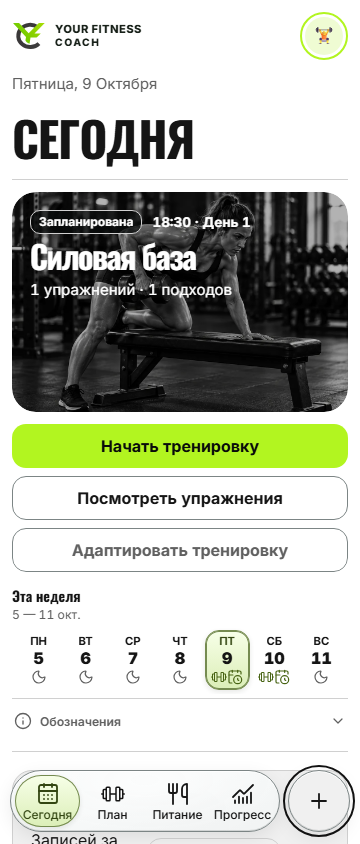 YOUR FITNESS
COACH
Пятница, 9 Октября
СЕГОДНЯ
Запланирована 18:30 · День 1
Силовая база
1 упражнений · 1 подходов
Начать тренировку
Посмотреть упражнения
Адаптировать тренировку
Эта неделя
5 — 11 окт.
ПН ВТ СР ЧТ ПТ СБ ВС
5 6 7 8 9 10 11
Обозначения
Сегодня План Питание Прогресс
Записей за